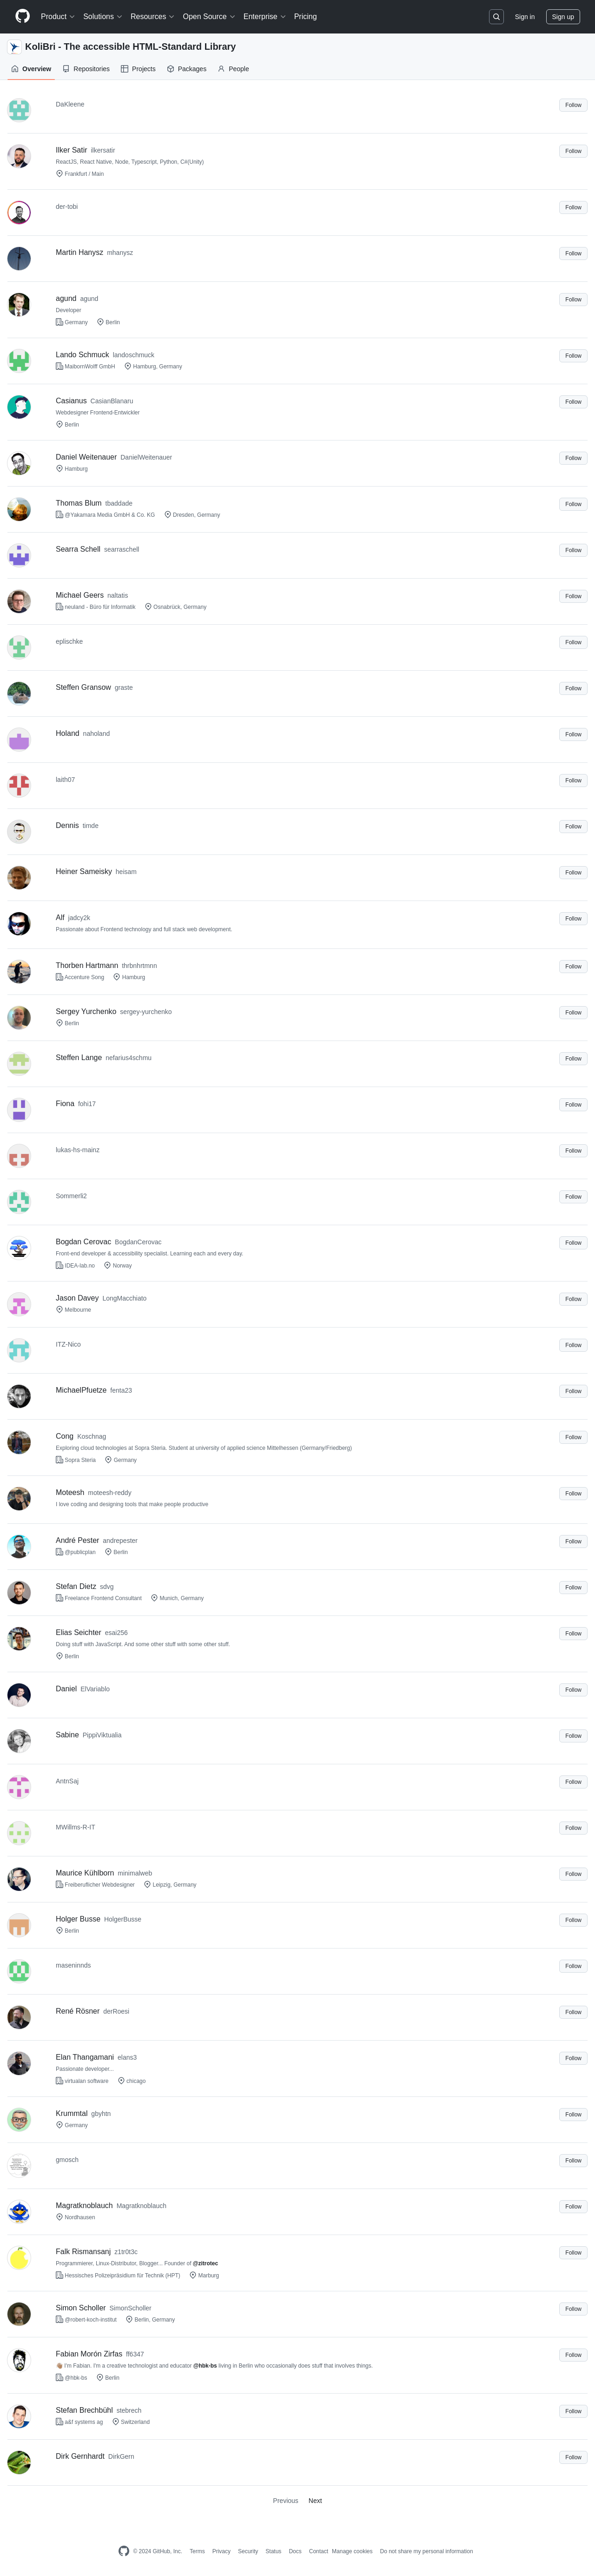 Product Solutions Resources Open Source Enterprise Pricing Sign in Sign up
KoliBri - The accessible HTML-Standard Library
Overview Repositories Projects Packages People
DaKleene Follow
Ilker Satir ilkersatir Follow
ReactJS, React Native, Node, Typescript, Python, C#(Unity)
Frankfurt / Main
der-tobi Follow
Martin Hanysz mhanysz Follow
agund agund Follow
Developer
Germany Berlin
Lando Schmuck landoschmuck Follow
MaibornWolff GmbH Hamburg, Germany
Casianus CasianBlanaru Follow
Webdesigner Frontend-Entwickler
Berlin
Daniel Weitenauer DanielWeitenauer Follow
Hamburg
Thomas Blum tbaddade Follow
@Yakamara Media GmbH & Co. KG Dresden, Germany
Searra Schell searraschell Follow
Michael Geers naltatis Follow
neuland - Büro für Informatik Osnabrück, Germany
eplischke Follow
Steffen Gransow graste Follow
Holand naholand Follow
laith07 Follow
Dennis timde Follow
Heiner Sameisky heisam Follow
Alf jadcy2k Follow
Passionate about Frontend technology and full stack web development.
Thorben Hartmann thrbnhrtmnn Follow
Accenture Song Hamburg
Sergey Yurchenko sergey-yurchenko Follow
Berlin
Steffen Lange nefarius4schmu Follow
Fiona fohi17 Follow
lukas-hs-mainz Follow
Sommerli2 Follow
Bogdan Cerovac BogdanCerovac Follow
Front-end developer & accessibility specialist. Learning each and every day.
IDEA-lab.no Norway
Jason Davey LongMacchiato Follow
Melbourne
ITZ-Nico Follow
MichaelPfuetze fenta23 Follow
Cong Koschnag Follow
Exploring cloud technologies at Sopra Steria. Student at university of applied science Mittelhessen (Germany/Friedberg)
Sopra Steria Germany
Moteesh moteesh-reddy Follow
I love coding and designing tools that make people productive.
André Pester andrepester Follow
@publicplan Berlin
Stefan Dietz sdvg Follow
Freelance Frontend Consultant Munich, Germany
Elias Seichter esai256 Follow
Doing stuff with JavaScript. And some other stuff with some other stuff.
Berlin
Daniel ElVariablo Follow
Sabine PippiViktualia Follow
AntnSaj Follow
MWillms-R-IT Follow
Maurice Kühlborn minimalweb Follow
Freiberuflicher Webdesigner Leipzig, Germany
Holger Busse HolgerBusse Follow
Berlin
maseninnds Follow
René Rösner derRoesi Follow
Elan Thangamani elans3 Follow
Passionate developer...
virtualan software chicago
Krummtal gbyhtn Follow
Germany
gmosch Follow
Magratknoblauch Magratknoblauch Follow
Nordhausen
Falk Rismansanj z1tr0t3c Follow
Programmierer, Linux-Distributor, Blogger... Founder of @zitrotec
Hessisches Polizeipräsidium für Technik (HPT) Marburg
Simon Scholler SimonScholler Follow
@robert-koch-institut Berlin, Germany
Fabian Morón Zirfas ff6347 Follow
I'm Fabian. I'm a creative technologist and educator @hbk-bs living in Berlin who occasionally does stuff that involves things.
@hbk-bs Berlin
Stefan Brechbühl stebrech Follow
a&f systems ag Switzerland
Dirk Gernhardt DirkGern Follow
Previous Next
© 2024 GitHub, Inc. Terms Privacy Security Status Docs Contact Manage cookies Do not share my personal information